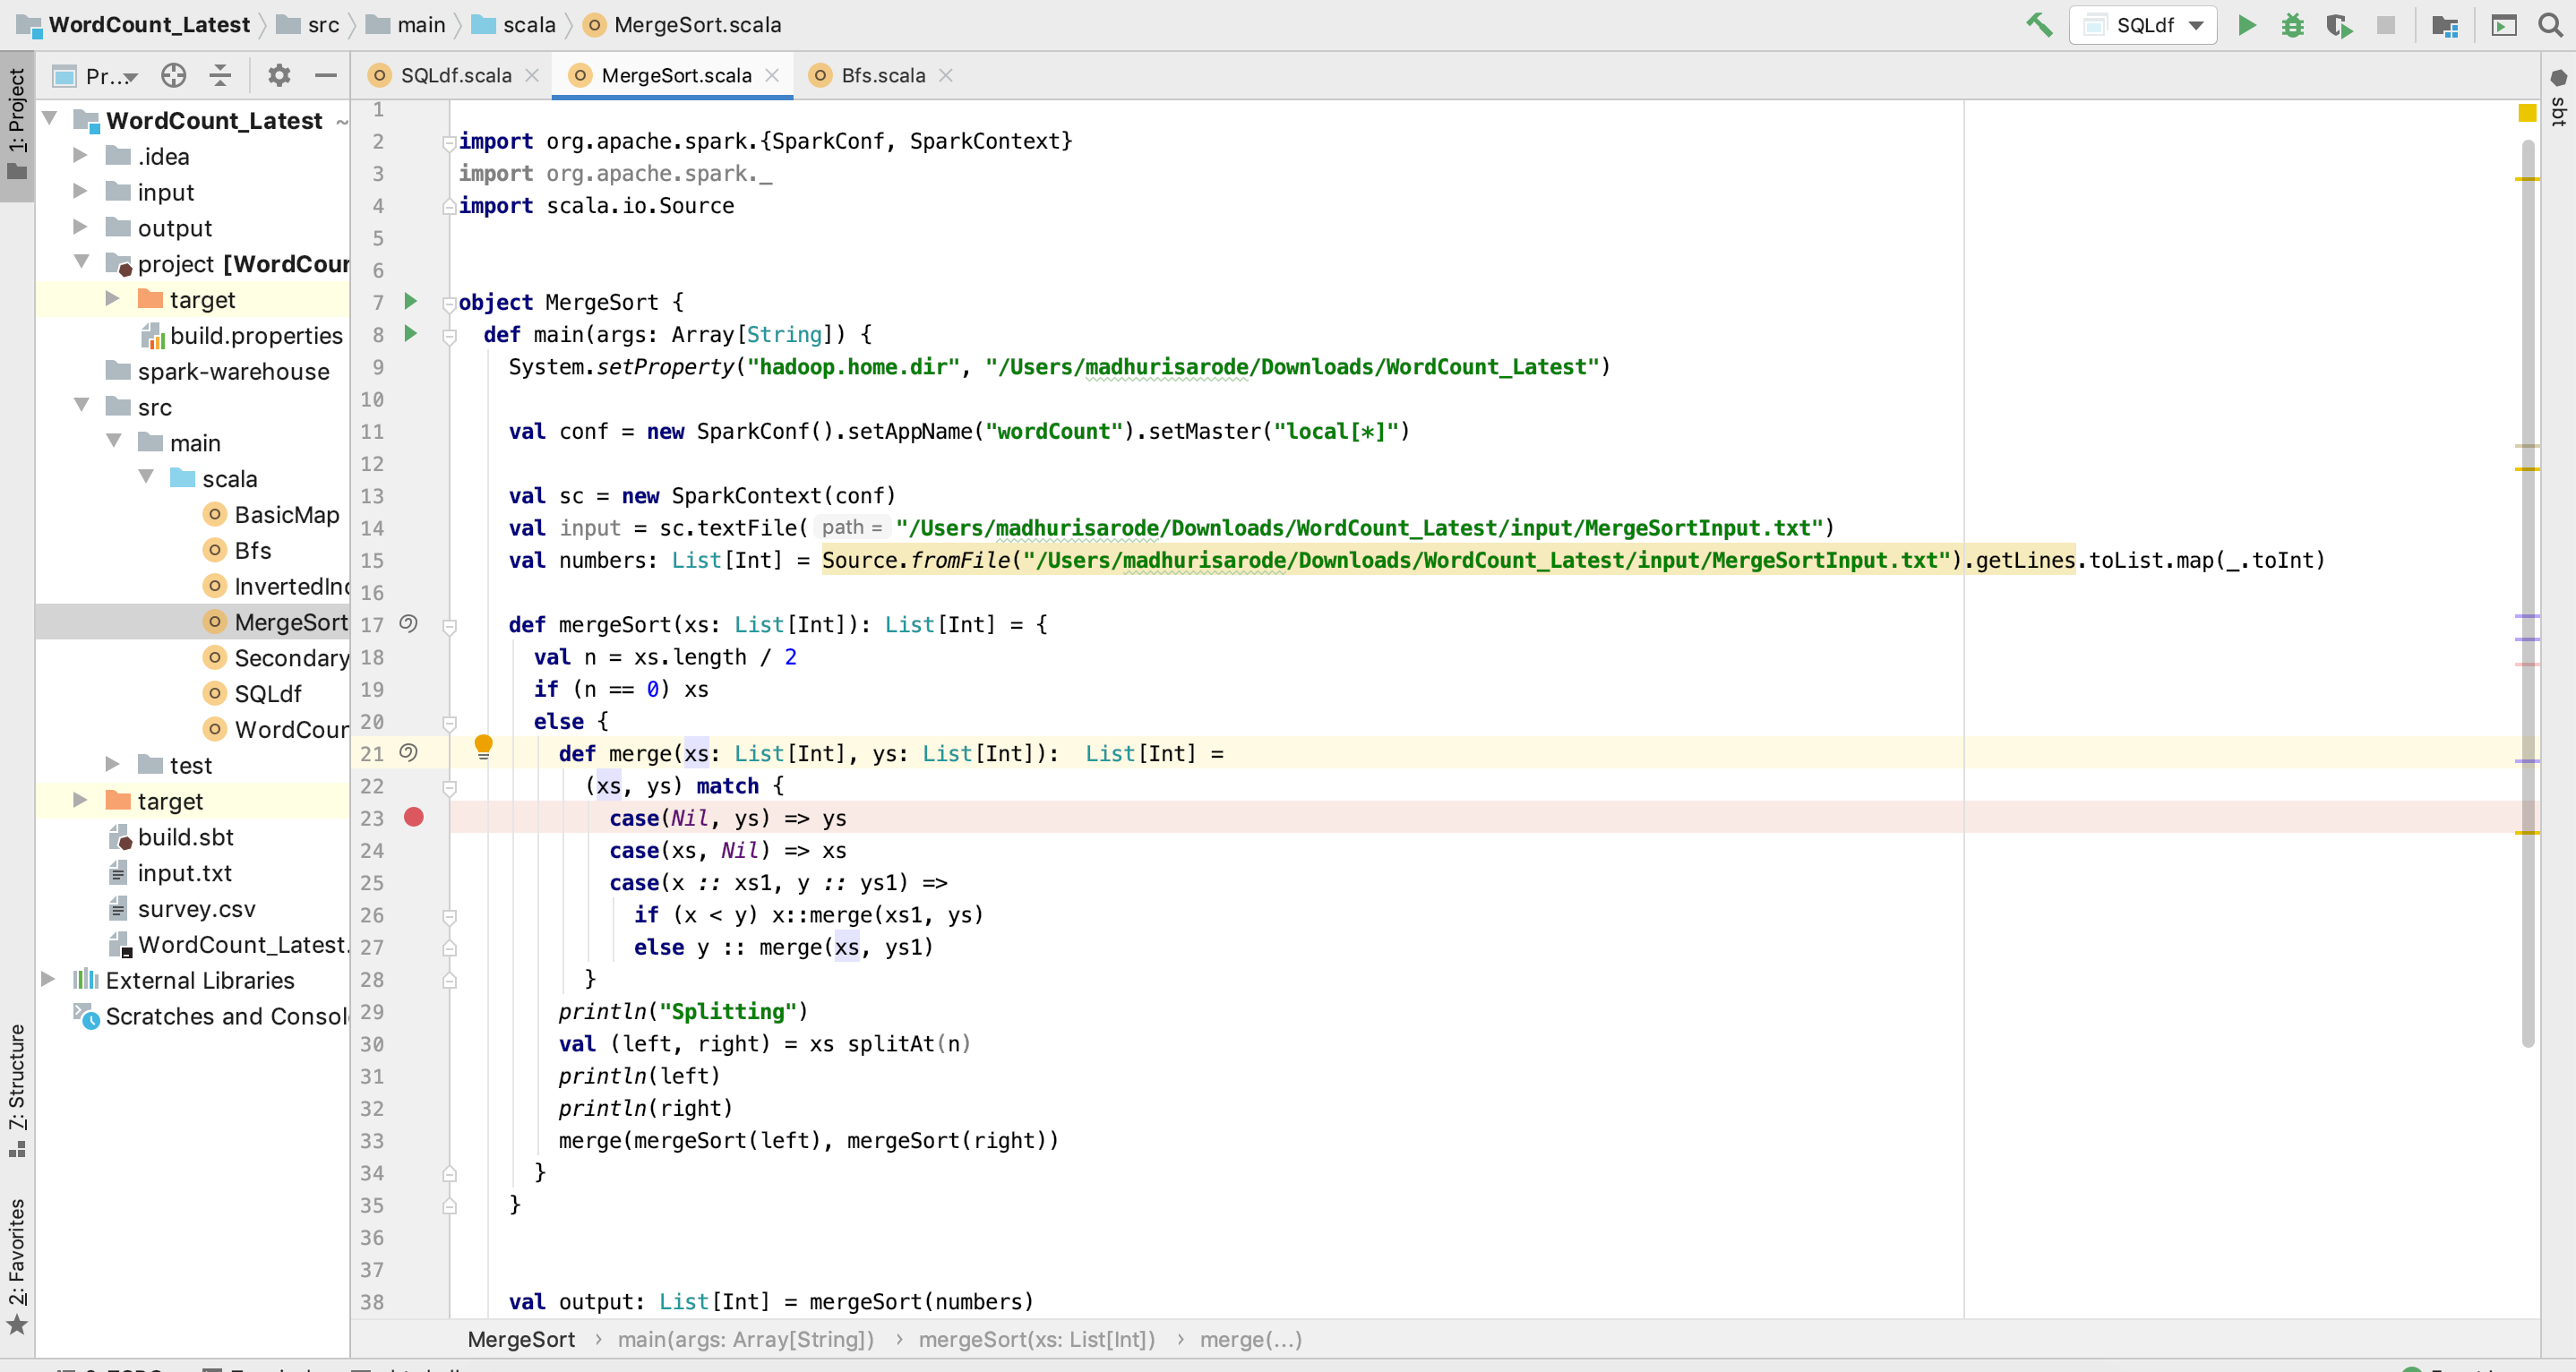 WordCount_Latest src main scala MergeSort.scala SQLdf
1: Project Pr... SQLdf.scala MergeSort.scala Bfs.scala sbt
WordCount_Latest ~
.idea
input
output
project [WordCour
target
build.properties
spark-warehouse
src
main
scala
BasicMap
Bfs
InvertedInd
MergeSort
Secondary
SQLdf
WordCour
test
target
build.sbt
input.txt
survey.csv
WordCount_Latest.
External Libraries
Scratches and Consol
7: Structure
2: Favorites
1
2 import org.apache.spark.{SparkConf, SparkContext}
3 import org.apache.spark._
4 import scala.io.Source
5
6
7 object MergeSort {
8 def main(args: Array[String]) {
9 System.setProperty("hadoop.home.dir", "/Users/madhurisarode/Downloads/WordCount_Latest")
10
11 val conf = new SparkConf().setAppName("wordCount").setMaster("local[*]")
12
13 val sc = new SparkContext(conf)
14 val input = sc.textFile( path = "/Users/madhurisarode/Downloads/WordCount_Latest/input/MergeSortInput.txt")
15 val numbers: List[Int] = Source.fromFile("/Users/madhurisarode/Downloads/WordCount_Latest/input/MergeSortInput.txt").getLines.toList.map(_.toInt)
16
17 def mergeSort(xs: List[Int]): List[Int] = {
18 val n = xs.length / 2
19 if (n == 0) xs
20 else {
21 def merge(xs: List[Int], ys: List[Int]): List[Int] =
22 (xs, ys) match {
23 case(Nil, ys) => ys
24 case(xs, Nil) => xs
25 case(x :: xs1, y :: ys1) =>
26 if (x < y) x::merge(xs1, ys)
27 else y :: merge(xs, ys1)
28 }
29 println("Splitting")
30 val (left, right) = xs splitAt(n)
31 println(left)
32 println(right)
33 merge(mergeSort(left), mergeSort(right))
34 }
35 }
36
37
38 val output: List[Int] = mergeSort(numbers)
MergeSort › main(args: Array[String]) › mergeSort(xs: List[Int]) › merge(...)